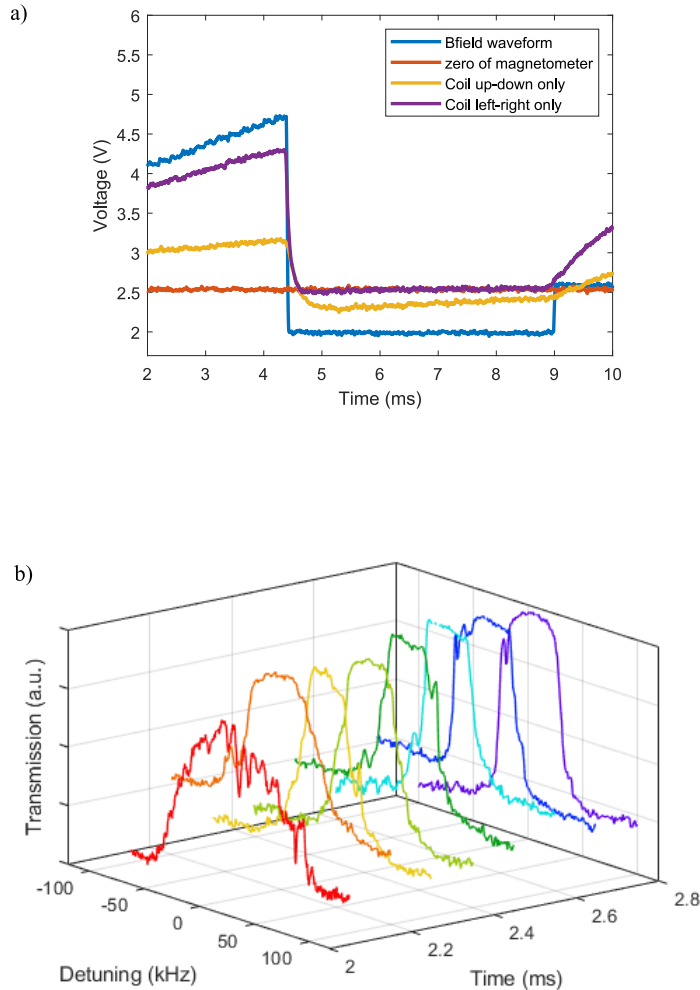 a)
6
5.5
5
4.5
4
3.5
3
2.5
2
Voltage (V)
Bfield waveform
zero of magnetometer
Coil up-down only
Coil left-right only
2 3 4 5 6 7 8 9 10
Time (ms)
b)
Transmission (a.u.)
-100 -50 0 50 100
Detuning (kHz)
2 2.2 2.4 2.6 2.8
Time (ms)